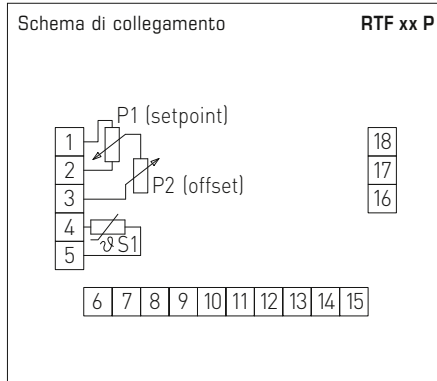 Schema di collegamento RTF xx P
P1 (setpoint)
1
2
3
4
5
P2 (offset)
ϑ S1
18
17
16
6 7 8 9 10 11 12 13 14 15